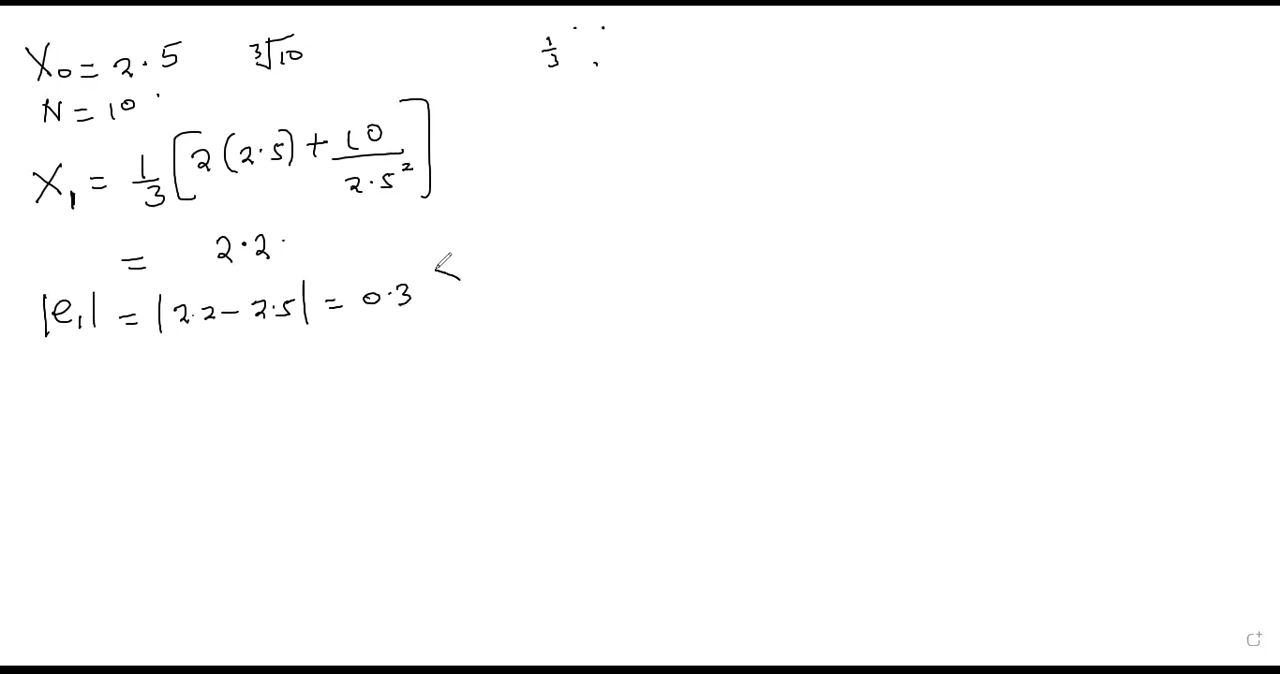 X₀ = 2.5 ∛10 1/3
N = 10
X₁ = 1/3 [2(2.5) + 10/2.5²]
= 2.2
|e₁| = |2.2 - 2.5| = 0.3 <